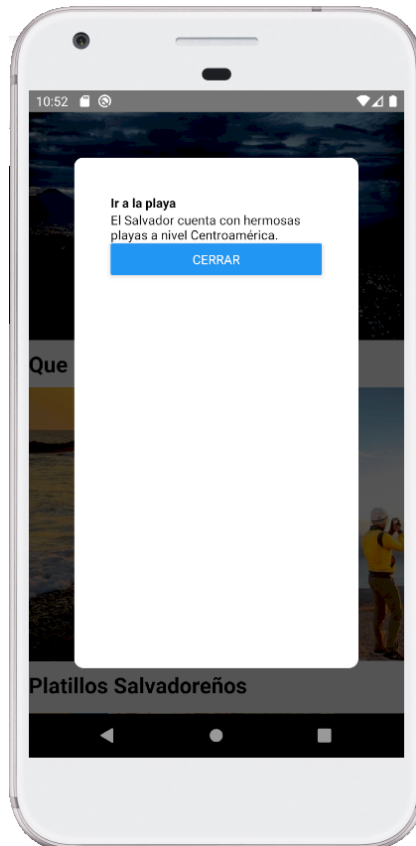 10:52
Ir a la playa
El Salvador cuenta con hermosas
playas a nivel Centroamérica.
CERRAR
Que
Platillos Salvadoreños